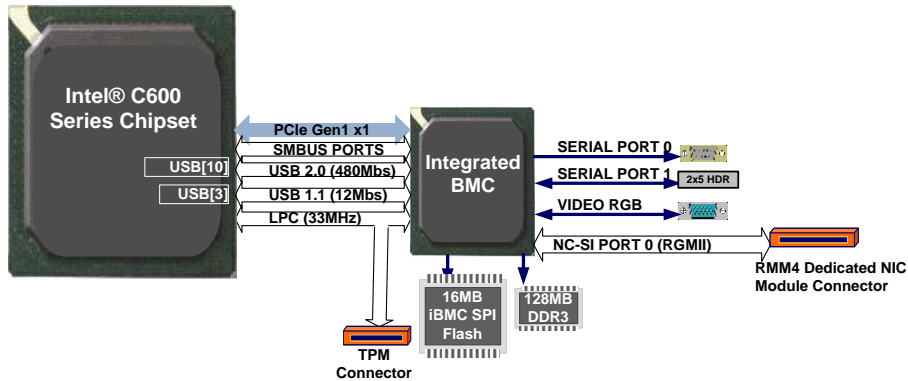 Intel® C600
Series Chipset
USB[10]
USB[3]
PCIe Gen1 x1
SMBUS PORTS
USB 2.0 (480Mbs)
USB 1.1 (12Mbs)
LPC (33MHz)
Integrated
BMC
SERIAL PORT 0
SERIAL PORT 1
2x5 HDR
VIDEO RGB
NC-SI PORT 0 (RGMII)
RMM4 Dedicated NIC
Module Connector
16MB
iBMC SPI
Flash
128MB
DDR3
TPM
Connector